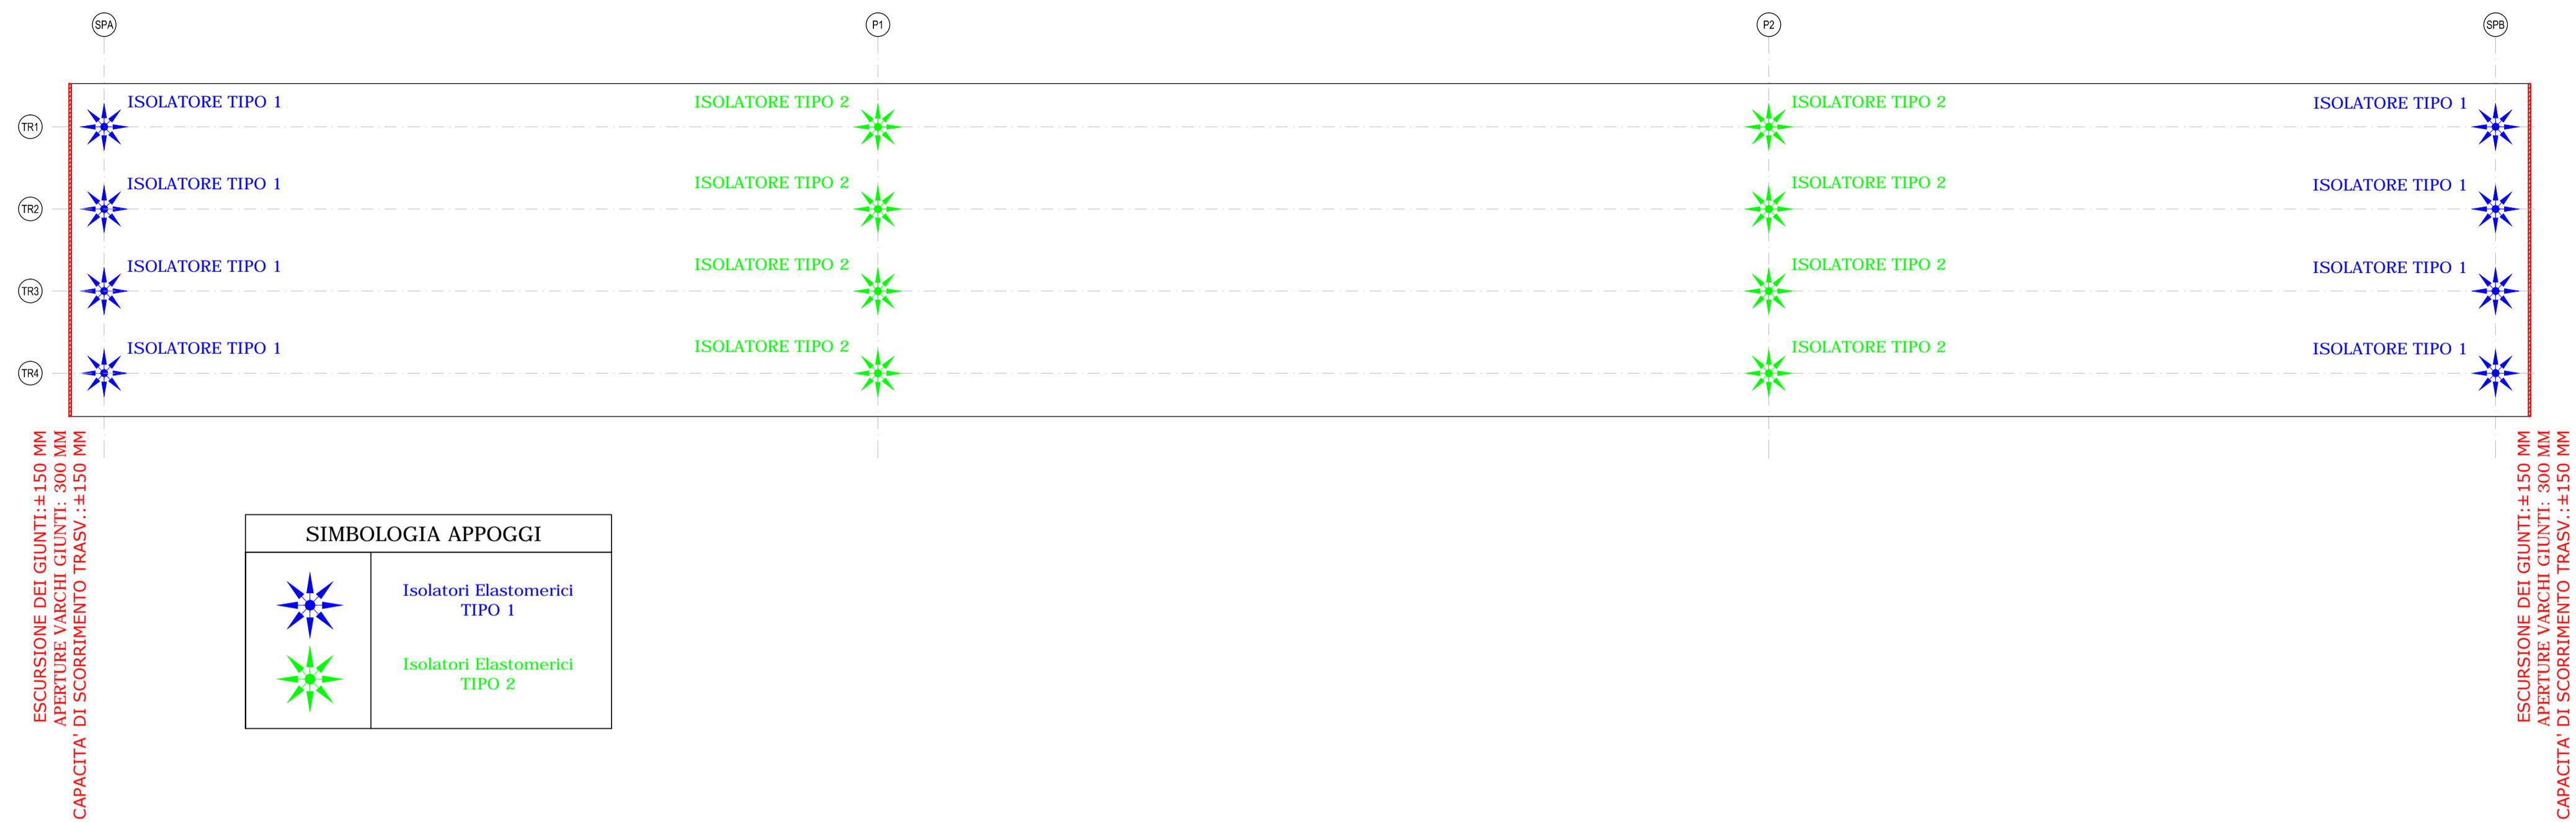 SPA P1 P2 SPB
ISOLATORE TIPO 1 ISOLATORE TIPO 2 ISOLATORE TIPO 2 ISOLATORE TIPO 1
TR1
ISOLATORE TIPO 1 ISOLATORE TIPO 2 ISOLATORE TIPO 2 ISOLATORE TIPO 1
TR2
ISOLATORE TIPO 1 ISOLATORE TIPO 2 ISOLATORE TIPO 2 ISOLATORE TIPO 1
TR3
ISOLATORE TIPO 1 ISOLATORE TIPO 2 ISOLATORE TIPO 2 ISOLATORE TIPO 1
TR4
ESCURSIONE DEI GIUNTI:±150 MM
APERTURE VARCHI GIUNTI: 300 MM
CAPACITA' DI SCORRIMENTO TRASV.:±150 MM
SIMBOLOGIA APPOGGI
Isolatori Elastomerici
TIPO 1
Isolatori Elastomerici
TIPO 2
ESCURSIONE DEI GIUNTI:±150 MM
APERTURE VARCHI GIUNTI: 300 MM
CAPACITA' DI SCORRIMENTO TRASV.:±150 MM